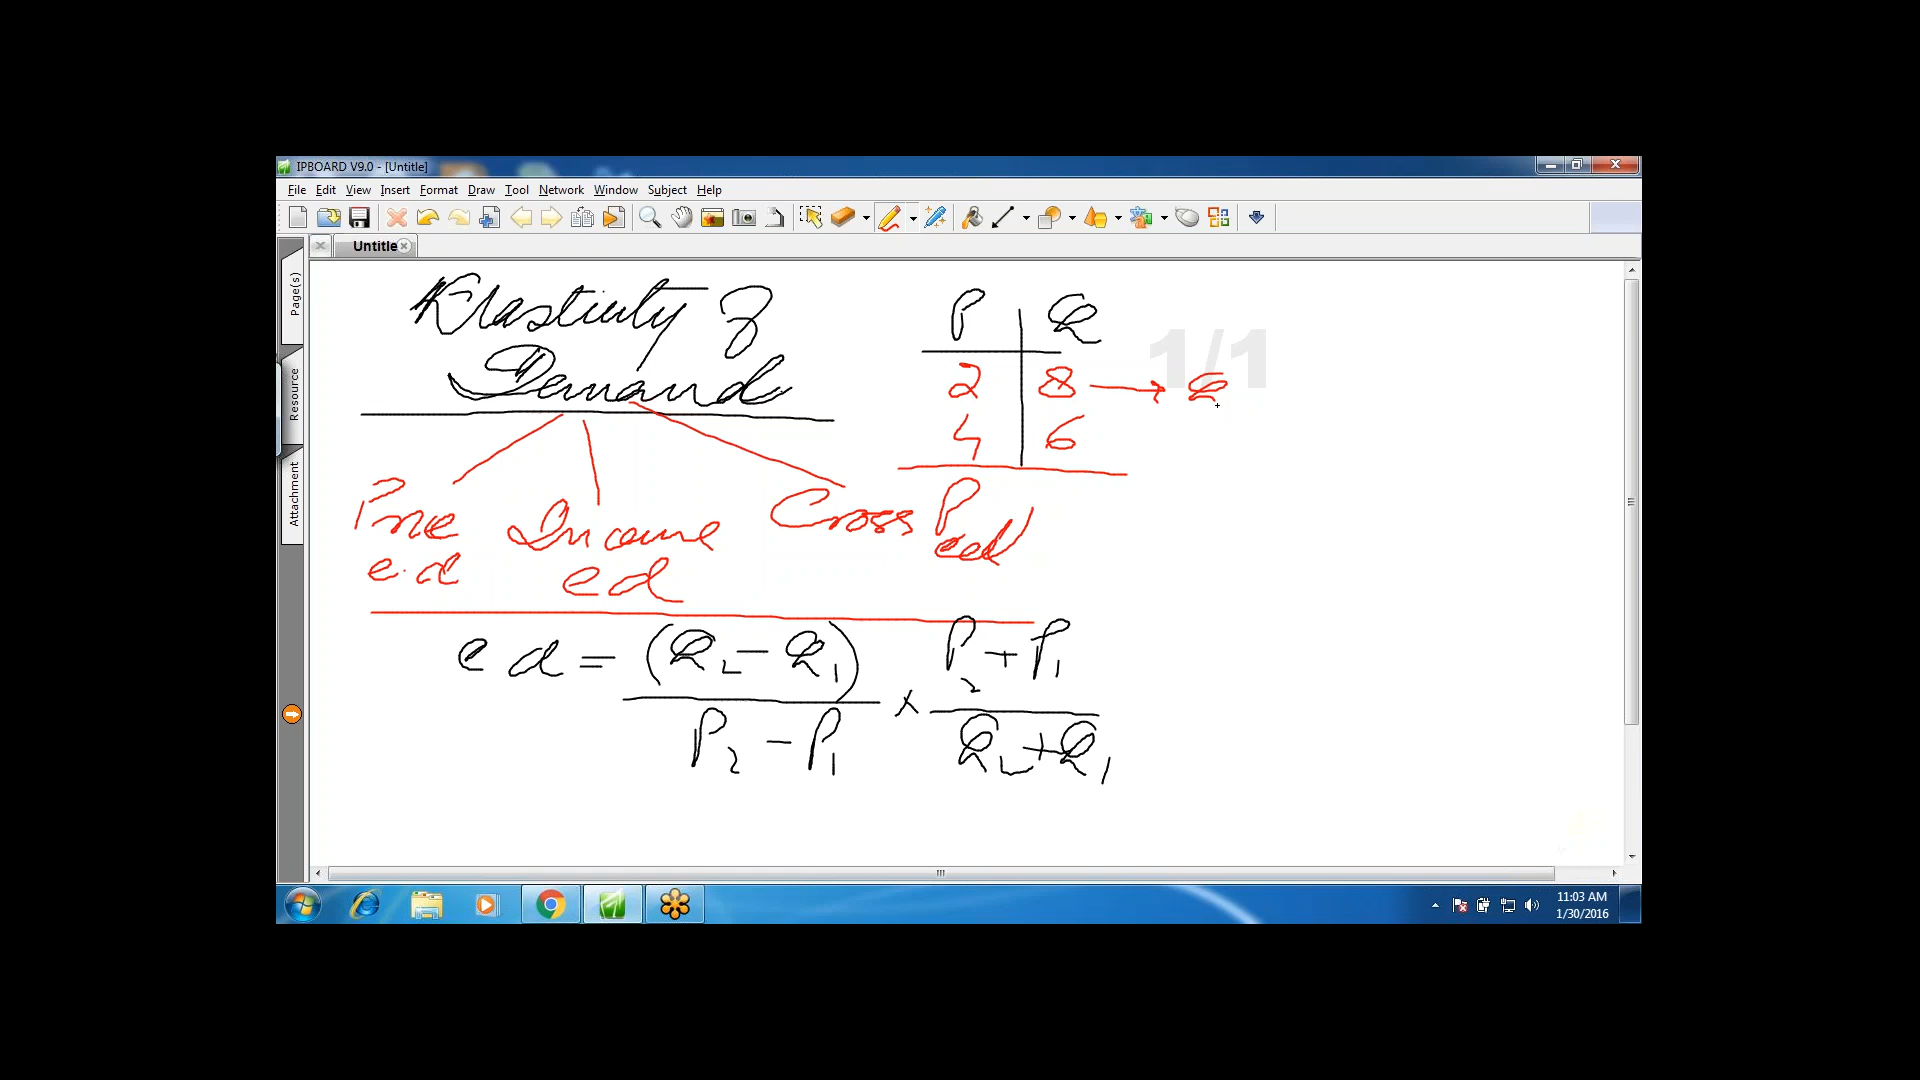 IPBOARD V9.0 - [Untitle]
File Edit View Insert Format Draw Tool Network Window Subject Help
Untitle
Page(s)
Resource
Attachment
Elasticity of
Demand
Price
e.d
Income
ed
Cross P
ed
P Q
2 8 → Q
4 6
1/1
ed = (Q2 - Q1) × P2 + P1
P2 - P1 Q2 + Q1
11:03 AM
1/30/2016